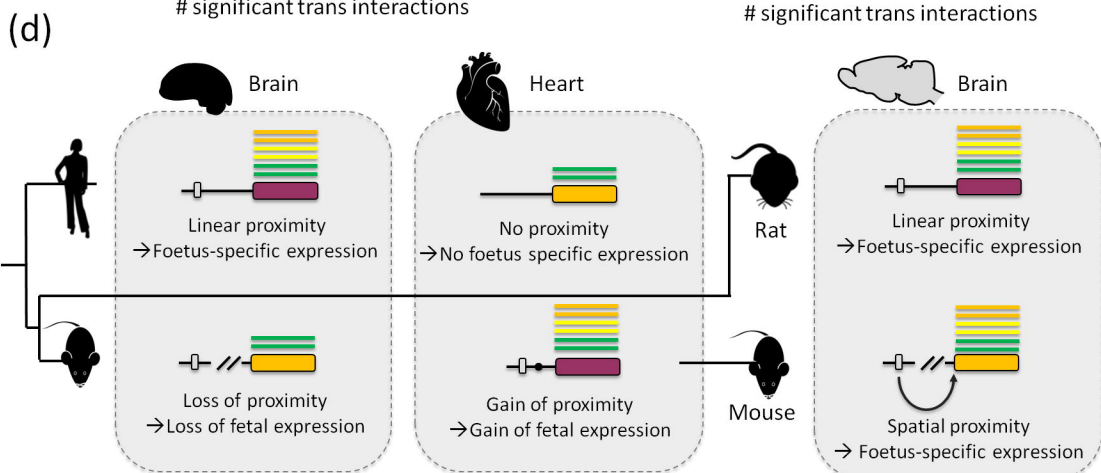 # significant trans interactions
# significant trans interactions
(d)
Brain
Heart
Brain
Linear proximity
→Foetus-specific expression
No proximity
→No foetus specific expression
Rat
Linear proximity
→Foetus-specific expression
Loss of proximity
→Loss of fetal expression
Gain of proximity
→Gain of fetal expression
Mouse
Spatial proximity
→ Foetus-specific expression